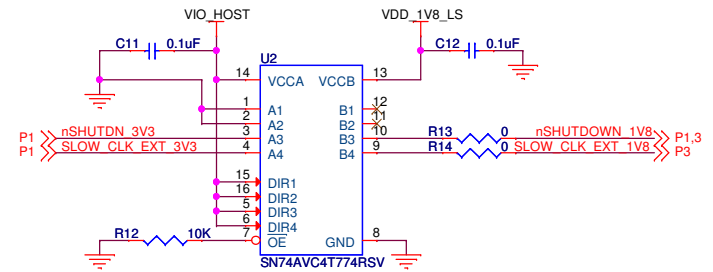 VIO_HOST
VDD_1V8_LS
C11 0.1uF
C12 0.1uF
U2
14 VCCA VCCB 13
1 A1 B1 12
2 A2 B2 11
P1 nSHUTDN_3V3 3 A3 B3 10 R13 0 nSHUTDOWN_1V8 P1,3
P1 SLOW_CLK_EXT_3V3 4 A4 B4 9 R14 0 SLOW_CLK_EXT_1V8 P3
15 DIR1
16 DIR2
5 DIR3
6 DIR4
R12 10K 7 OE GND 8
SN74AVC4T774RSV